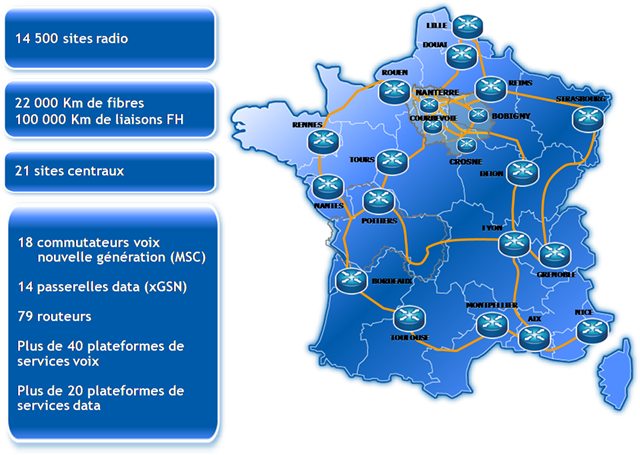 14 500 sites radio
22 000 Km de fibres
100 000 Km de liaisons FH
21 sites centraux
18 commutateurs voix
nouvelle génération (MSC)
14 passerelles data (xGSN)
79 routeurs
Plus de 40 plateformes de
services voix
Plus de 20 plateformes de
services data
LILLE
DOUAI
ROUEN
NANTERRE
REIMS
STRASBOURG
COURBEVOIE
BOBIGNY
RENNES
CROSNE
TOURS
DIJON
NANTES
POITIERS
LYON
GRENOBLE
BORDEAUX
MONTPELLIER
AIX
NICE
TOULOUSE